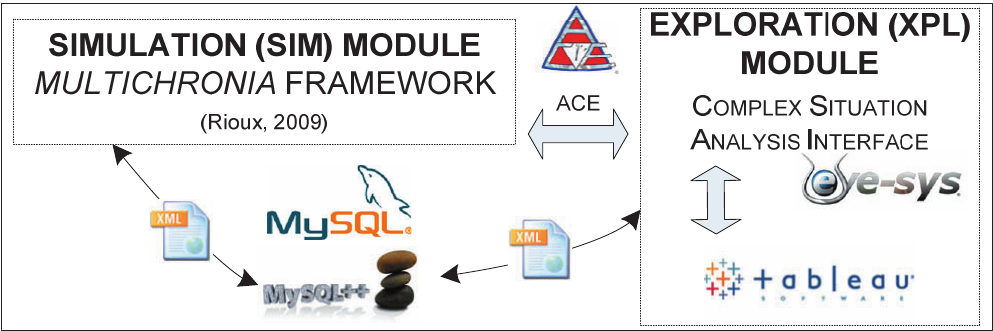 SIMULATION (SIM) MODULE
MULTICHRONIA FRAMEWORK
(Rioux, 2009)
ACE
EXPLORATION (XPL)
MODULE
COMPLEX SITUATION
ANALYSIS INTERFACE
eye-sys
XML
MySQL
XML
MySQL++
tableau
SOFTWARE